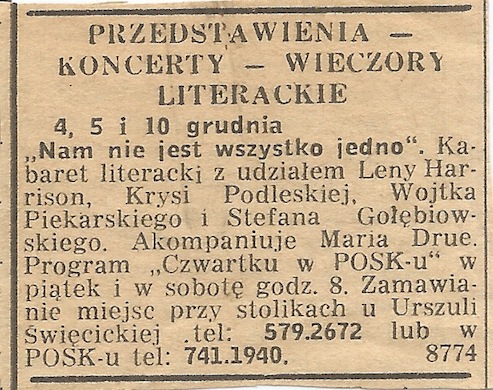 PRZEDSTAWIENIA —
KONCERTY — WIECZORY
LITERACKIE
4, 5 i 10 grudnia
„Nam nie jest wszystko jedno“. Ka-
baret literacki z udziałem Leny Har-
rison, Krysi Podleskiej, Wojtka
Piekarskiego i Stefana Gołębiow-
skiego. Akompaniuje Maria Drue.
Program „Czwartku w POSK-u“ w
piątek i w sobotę godz. 8. Zamawia-
nie miejsc przy stolikach u Urszuli
Święcickiej tel: 579.2672 lub w
POSK-u tel: 741.1940. 8774